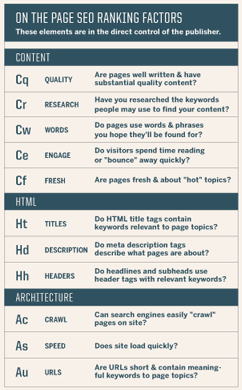 ON THE PAGE SEO RANKING FACTORS
These elements are in the direct control of the publisher.
CONTENT
Cq QUALITY Are pages well written & have
substantial quality content?
Cr RESEARCH Have you researched the keywords
people may use to find your content?
Cw WORDS Do pages use words & phrases
you hope they'll be found for?
Ce ENGAGE Do visitors spend time reading
or "bounce" away quickly?
Cf FRESH Are pages fresh & about "hot" topics?
HTML
Ht TITLES Do HTML title tags contain
keywords relevant to page topics?
Hd DESCRIPTION Do meta description tags
describe what pages are about?
Hh HEADERS Do headlines and subheads use
header tags with relevant keywords?
ARCHITECTURE
Ac CRAWL Can search engines easily "crawl"
pages on site?
As SPEED Does site load quickly?
Au URLS Are URLs short & contain meaning-
ful keywords to page topics?